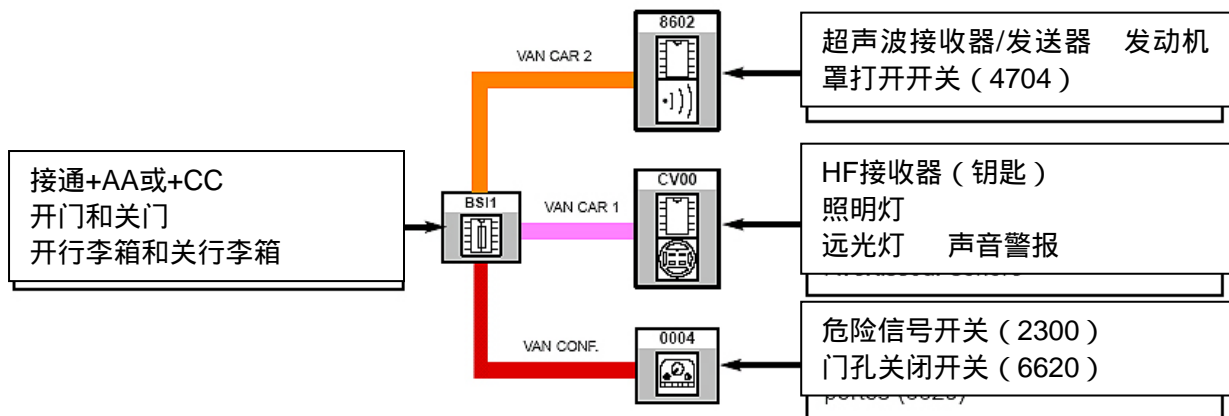 8602
VAN CAR 2
超声波接收器/发送器 发动机
罩打开开关（4704）
接通+AA或+CC
开门和关门
开行李箱和关行李箱
BSI1
VAN CAR 1
CV00
HF接收器（钥匙）
照明灯
远光灯 声音警报
VAN CONF.
0004
危险信号开关（2300）
门孔关闭开关（6620）